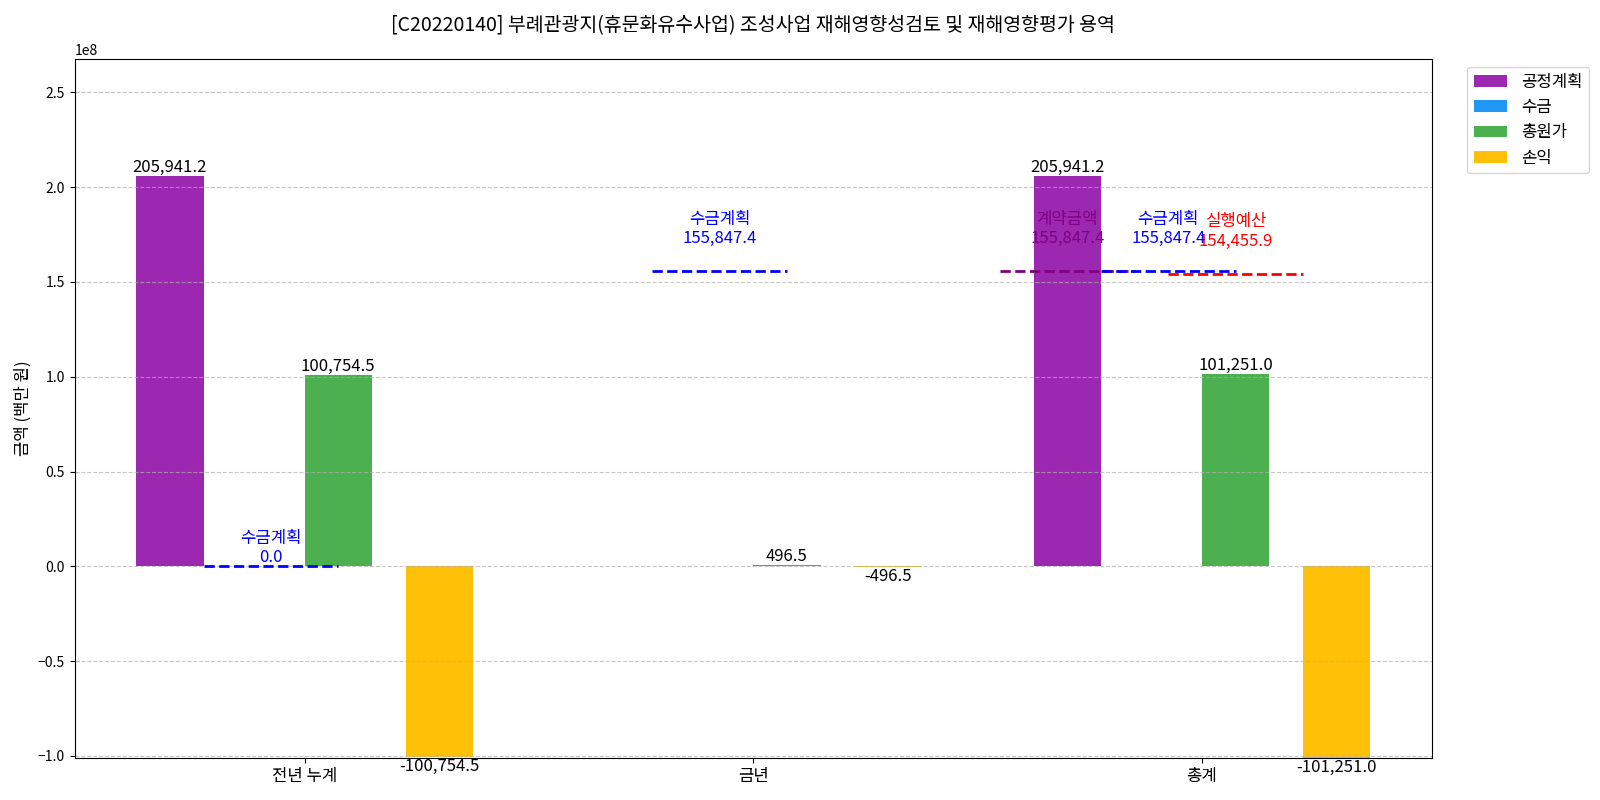 [C20220140] 부례관광지(휴문화유수사업) 조성사업 재해영향성검토 및 재해영향평가 용역
1e8
공정계획
수금
총원가
손익
2.5
2.0
1.5
1.0
0.5
0.0
−0.5
−1.0
금액 (백만 원)
205,941.2
수금계획
0.0
100,754.5
-100,754.5
수금계획
155,847.4
496.5
-496.5
205,941.2
계약금액
155,847.4
수금계획
155,847.4
실행예산
154,455.9
101,251.0
-101,251.0
전년 누계
금년
총계